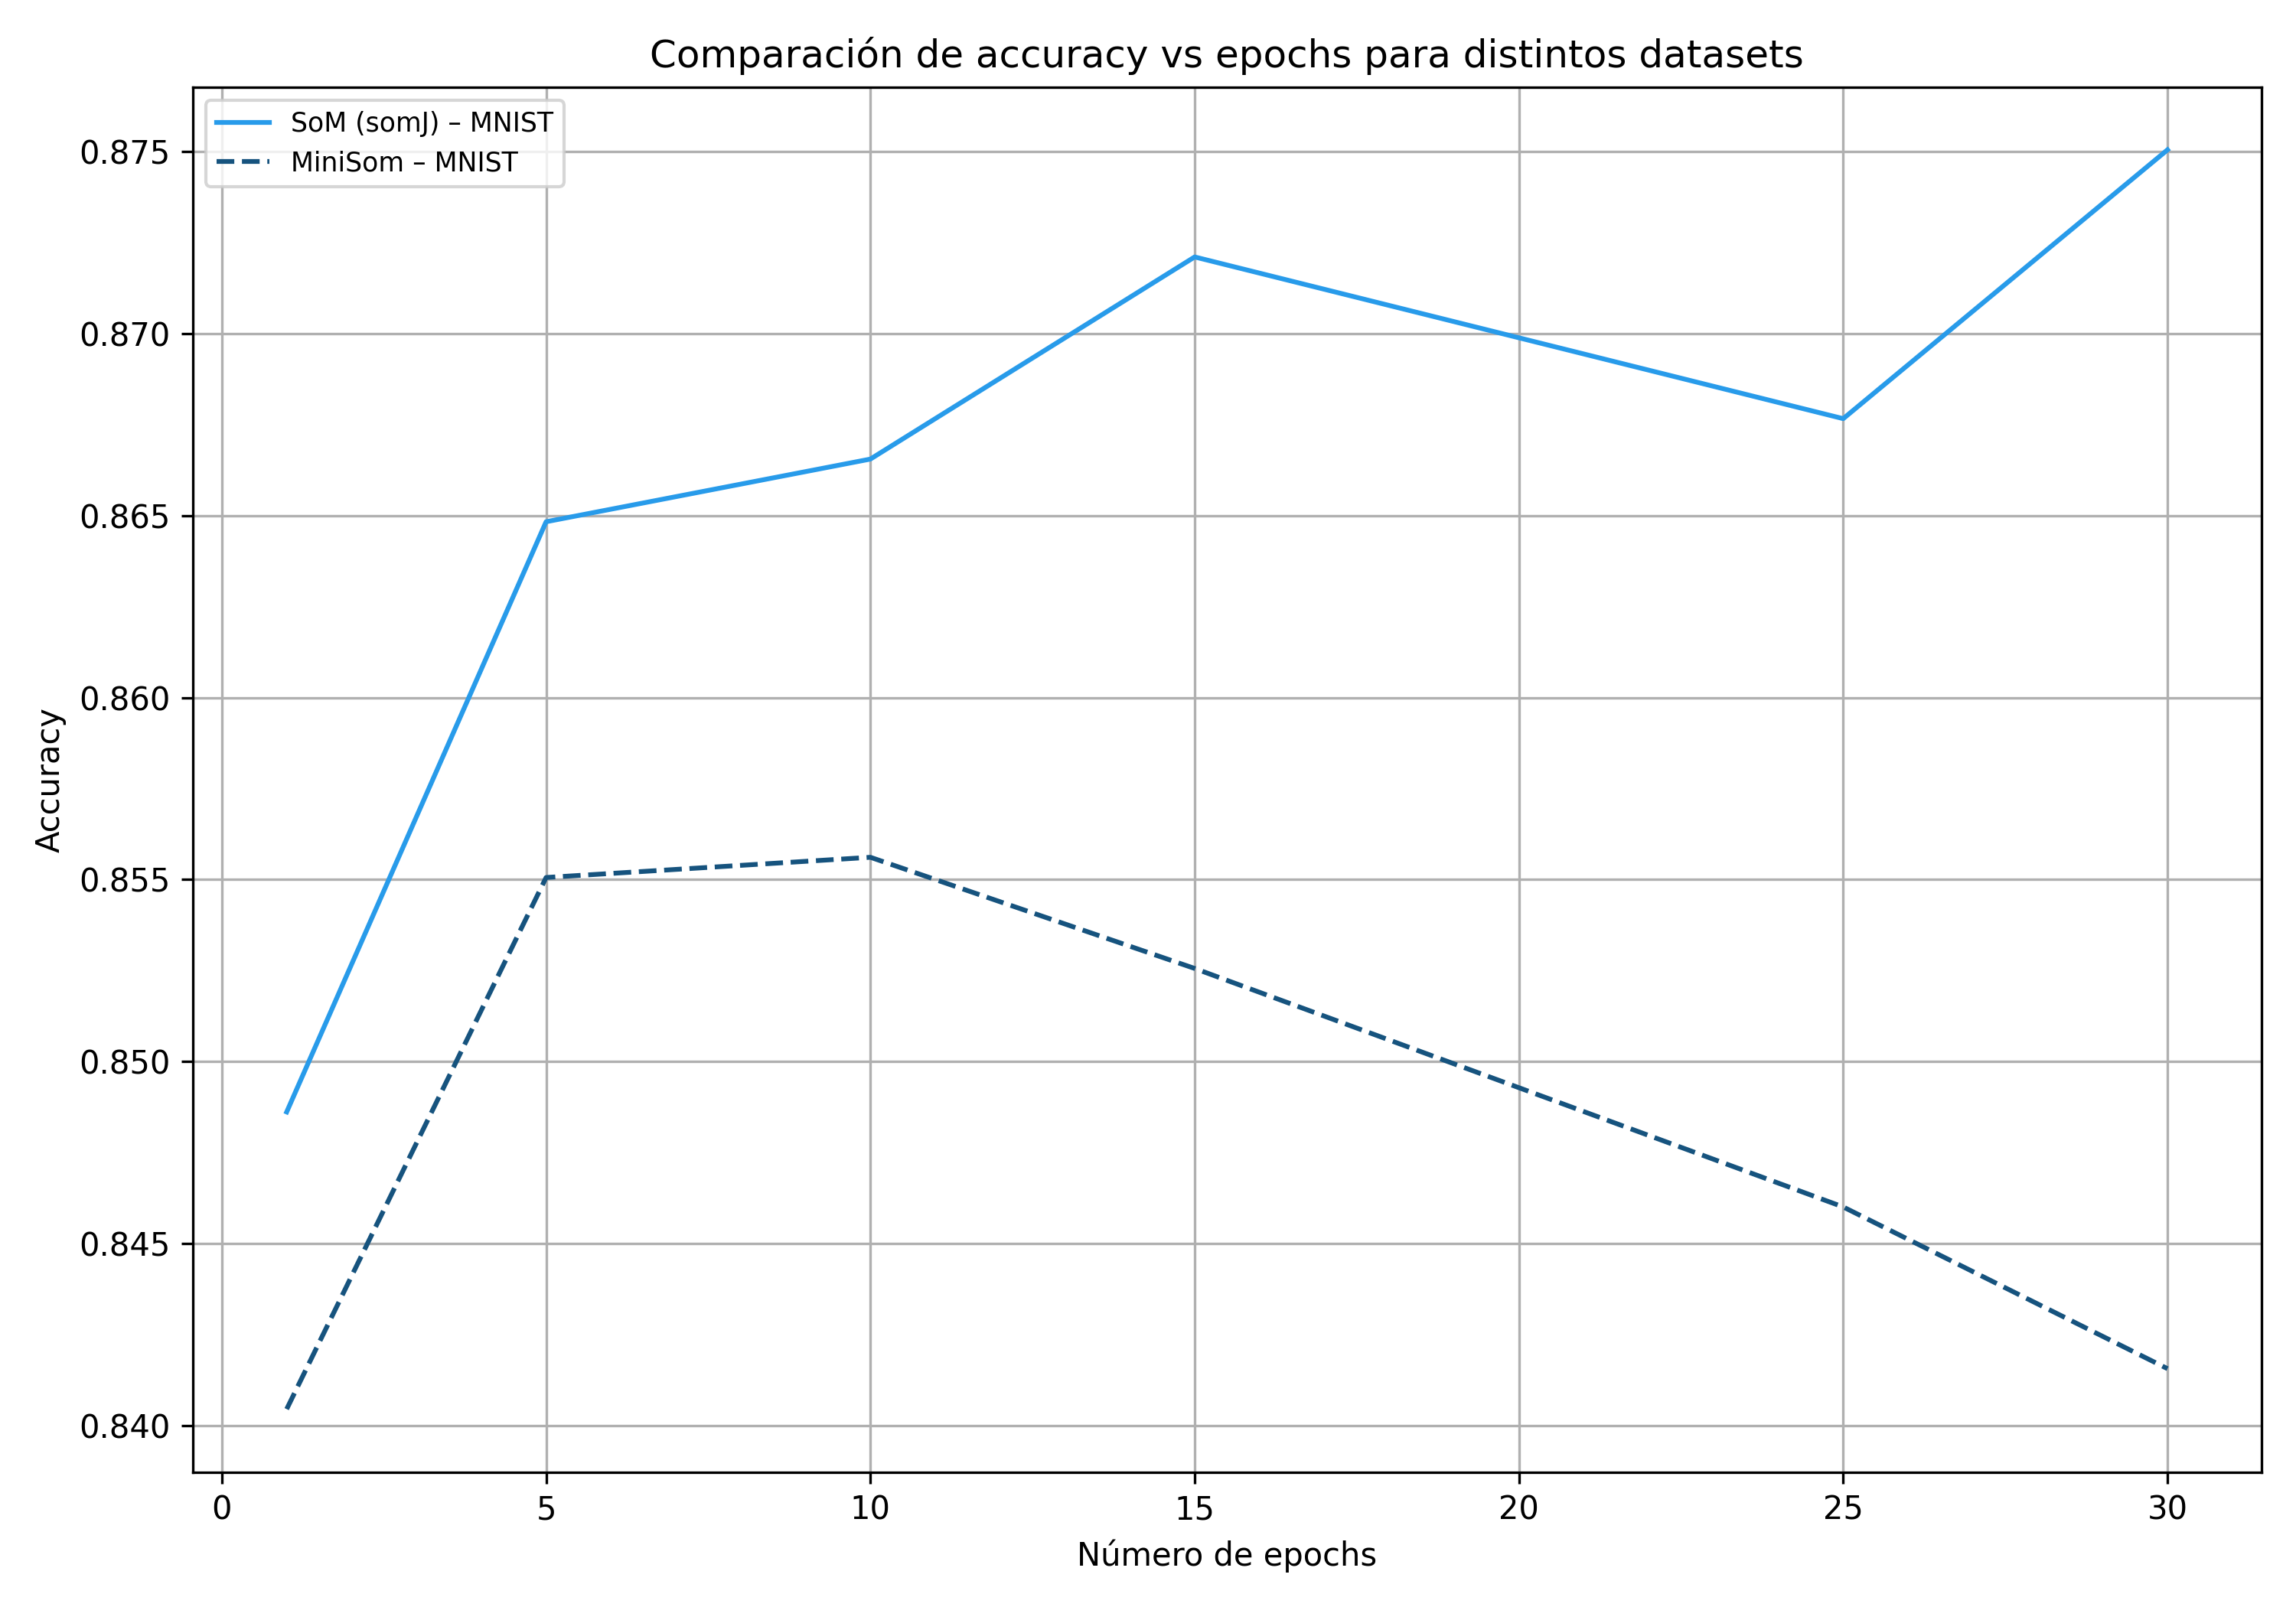 Comparación de accuracy vs epochs para distintos datasets
SoM (somJ) – MNIST
MiniSom – MNIST
0.875
0.870
0.865
0.860
0.855
0.850
0.845
0.840
Accuracy
0 5 10 15 20 25 30
Número de epochs